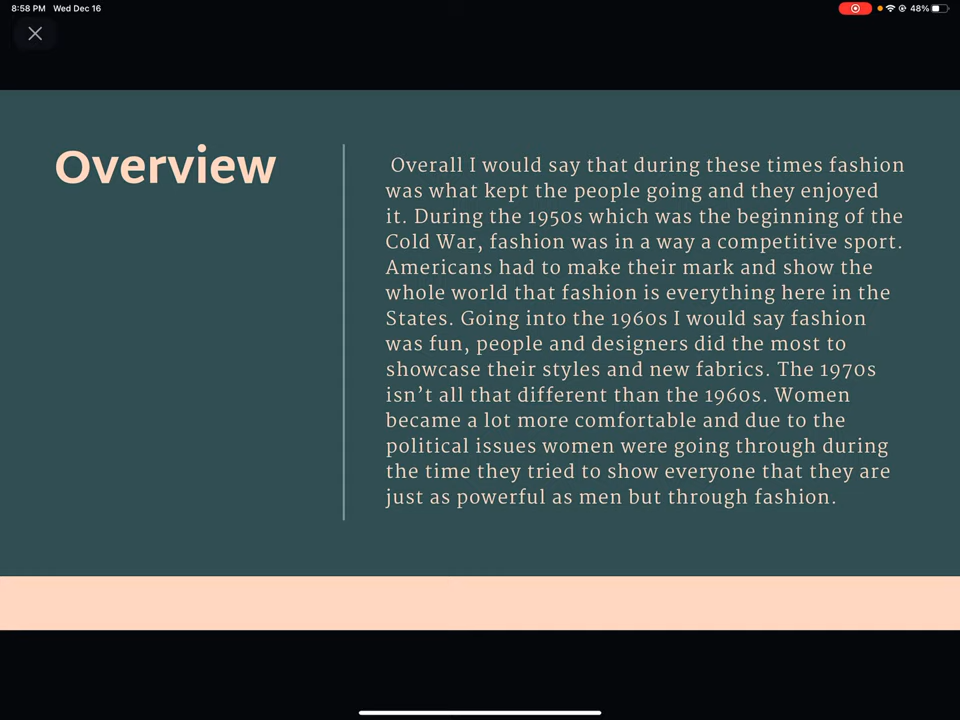 8:58 PM Wed Dec 16
48%
Overview
Overall I would say that during these times fashion
was what kept the people going and they enjoyed
it. During the 1950s which was the beginning of the
Cold War, fashion was in a way a competitive sport.
Americans had to make their mark and show the
whole world that fashion is everything here in the
States. Going into the 1960s I would say fashion
was fun, people and designers did the most to
showcase their styles and new fabrics. The 1970s
isn’t all that different than the 1960s. Women
became a lot more comfortable and due to the
political issues women were going through during
the time they tried to show everyone that they are
just as powerful as men but through fashion.